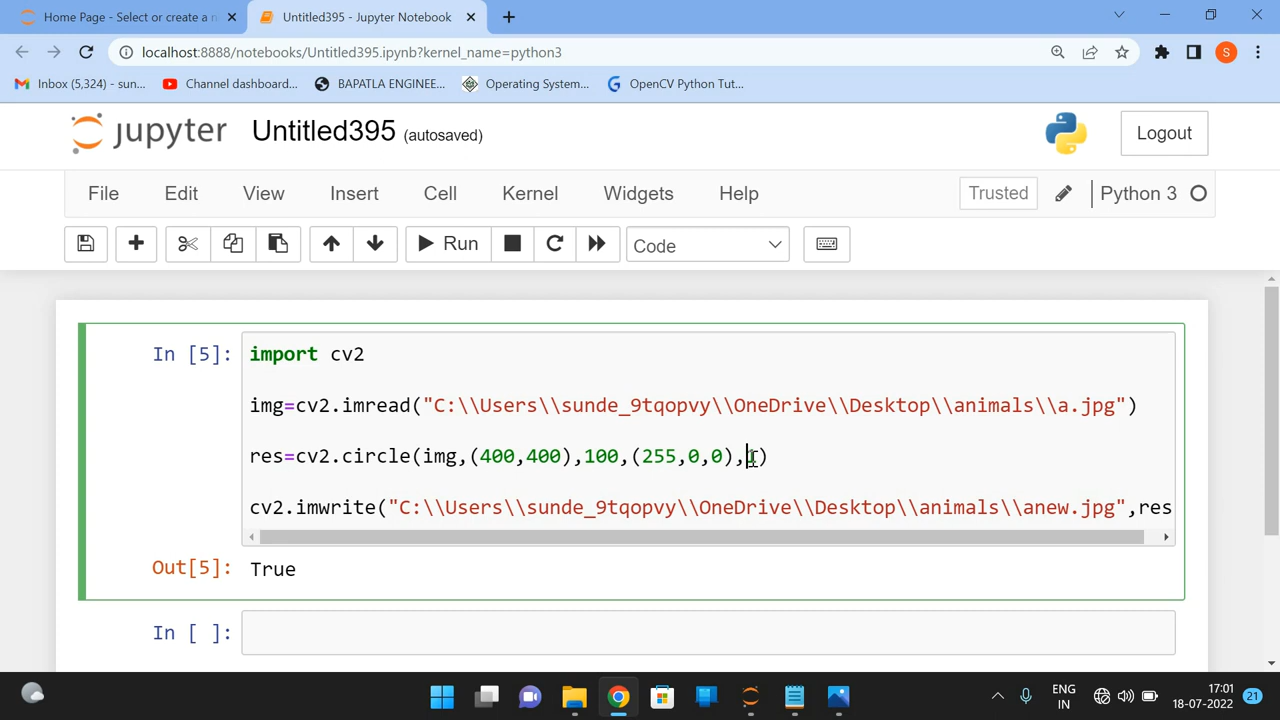 Home Page - Select or create a n
Untitled395 - Jupyter Notebook
localhost:8888/notebooks/Untitled395.ipynb?kernel_name=python3
S
Inbox (5,324) - sun...
Channel dashboard...
BAPATLA ENGINEE...
Operating System...
OpenCV Python Tut...
jupyter
Untitled395 (autosaved)
Logout
File
Edit
View
Insert
Cell
Kernel
Widgets
Help
Trusted
Python 3
Run
Code
In [5]:
import cv2
img=cv2.imread("C:\\Users\\sunde_9tqopvy\\OneDrive\\Desktop\\animals\\a.jpg")
res=cv2.circle(img,(400,400),100,(255,0,0),1)
cv2.imwrite("C:\\Users\\sunde_9tqopvy\\OneDrive\\Desktop\\animals\\anew.jpg",res
Out[5]:
True
In [ ]:
ENG
IN
17:01
18-07-2022
21